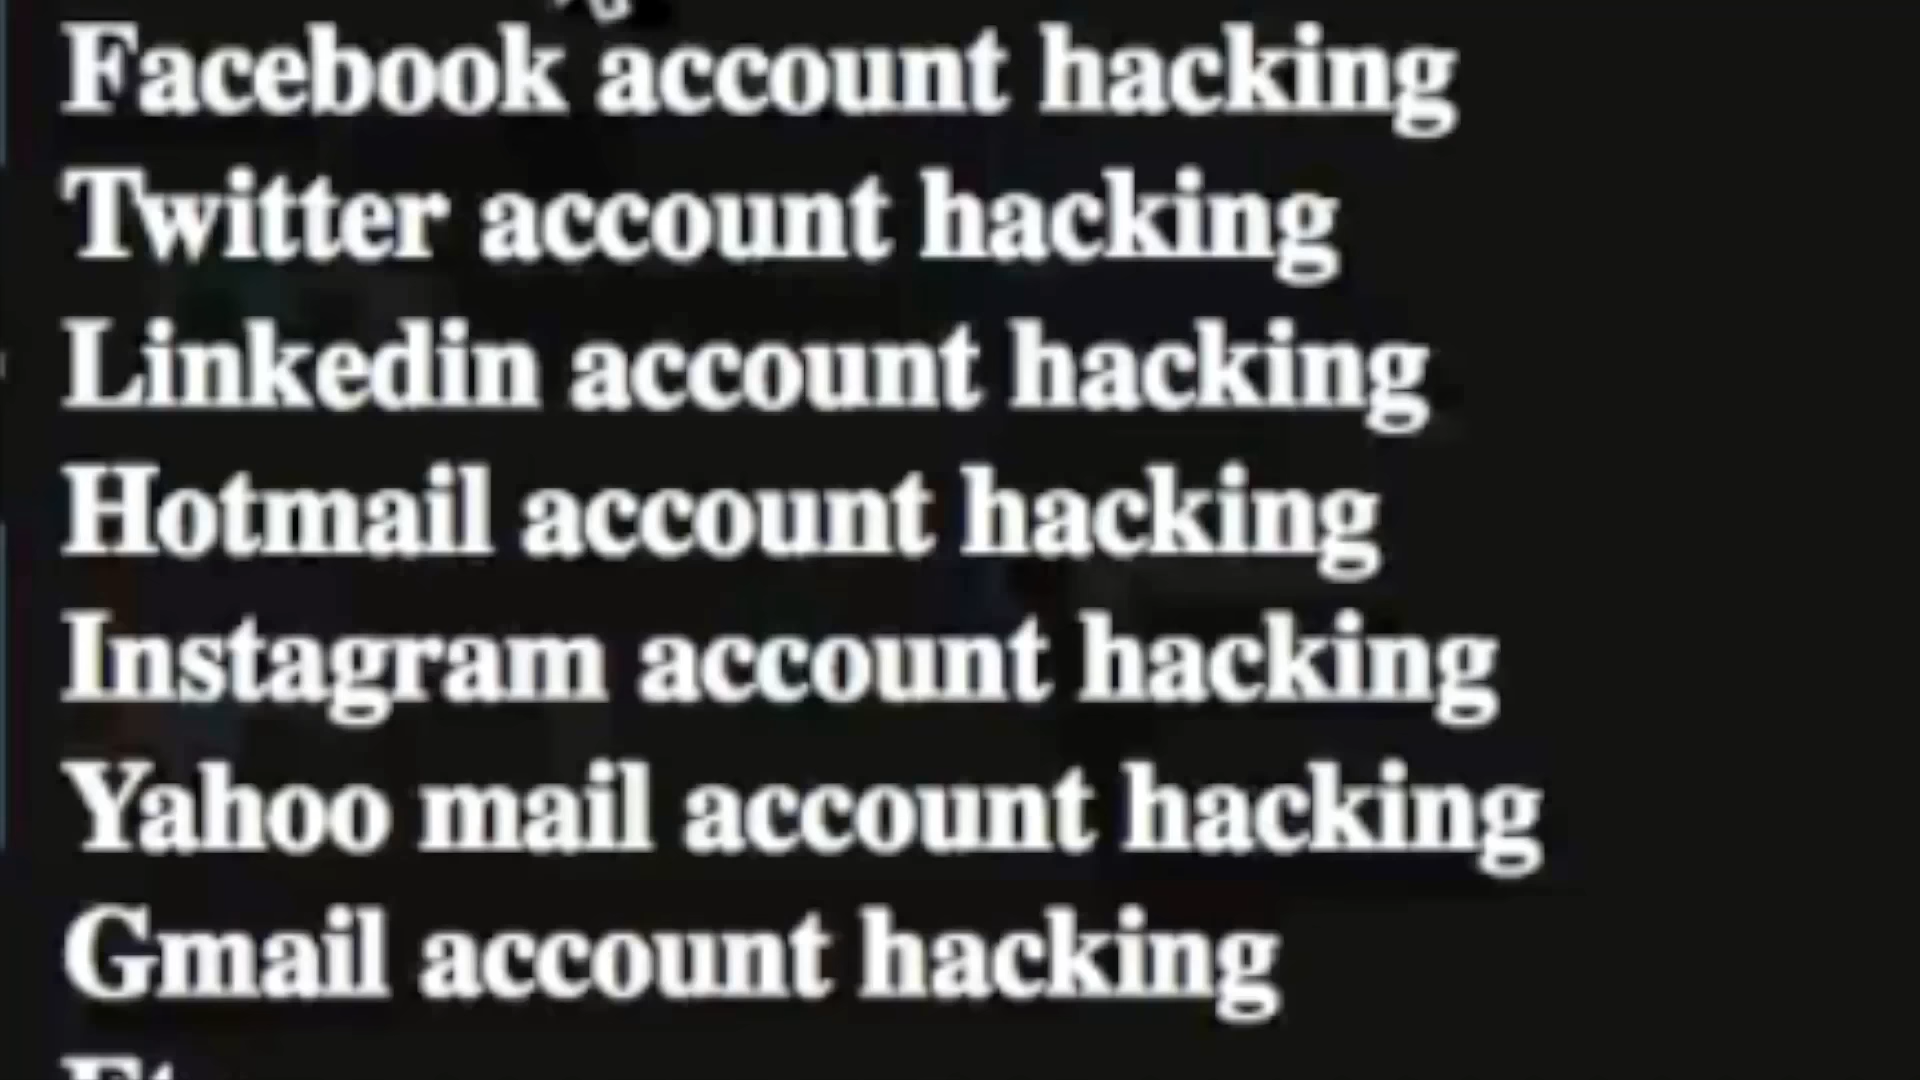 Facebook account hacking
Twitter account hacking
Linkedin account hacking
Hotmail account hacking
Instagram account hacking
Yahoo mail account hacking
Gmail account hacking